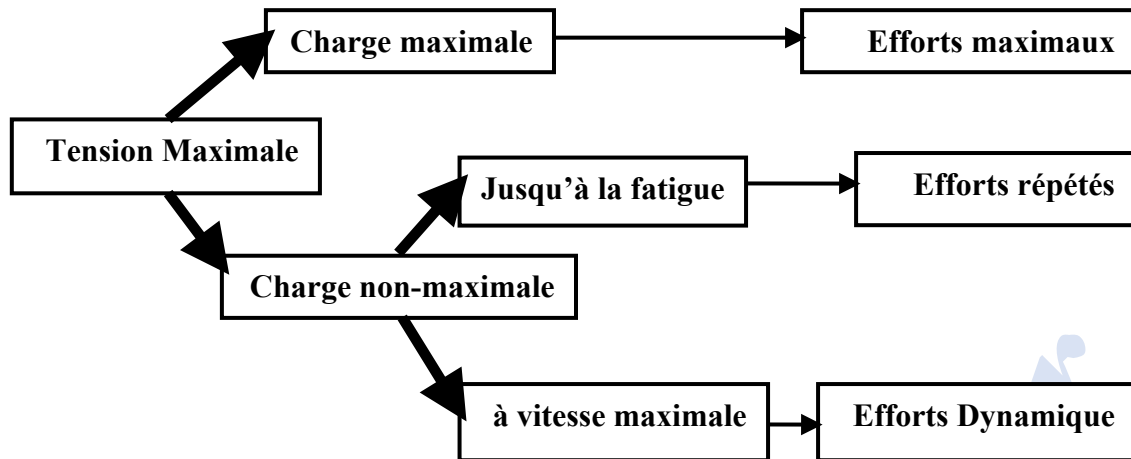 Charge maximale
Efforts maximaux
Tension Maximale
Jusqu’à la fatigue
Efforts répétés
Charge non-maximale
à vitesse maximale
Efforts Dynamique